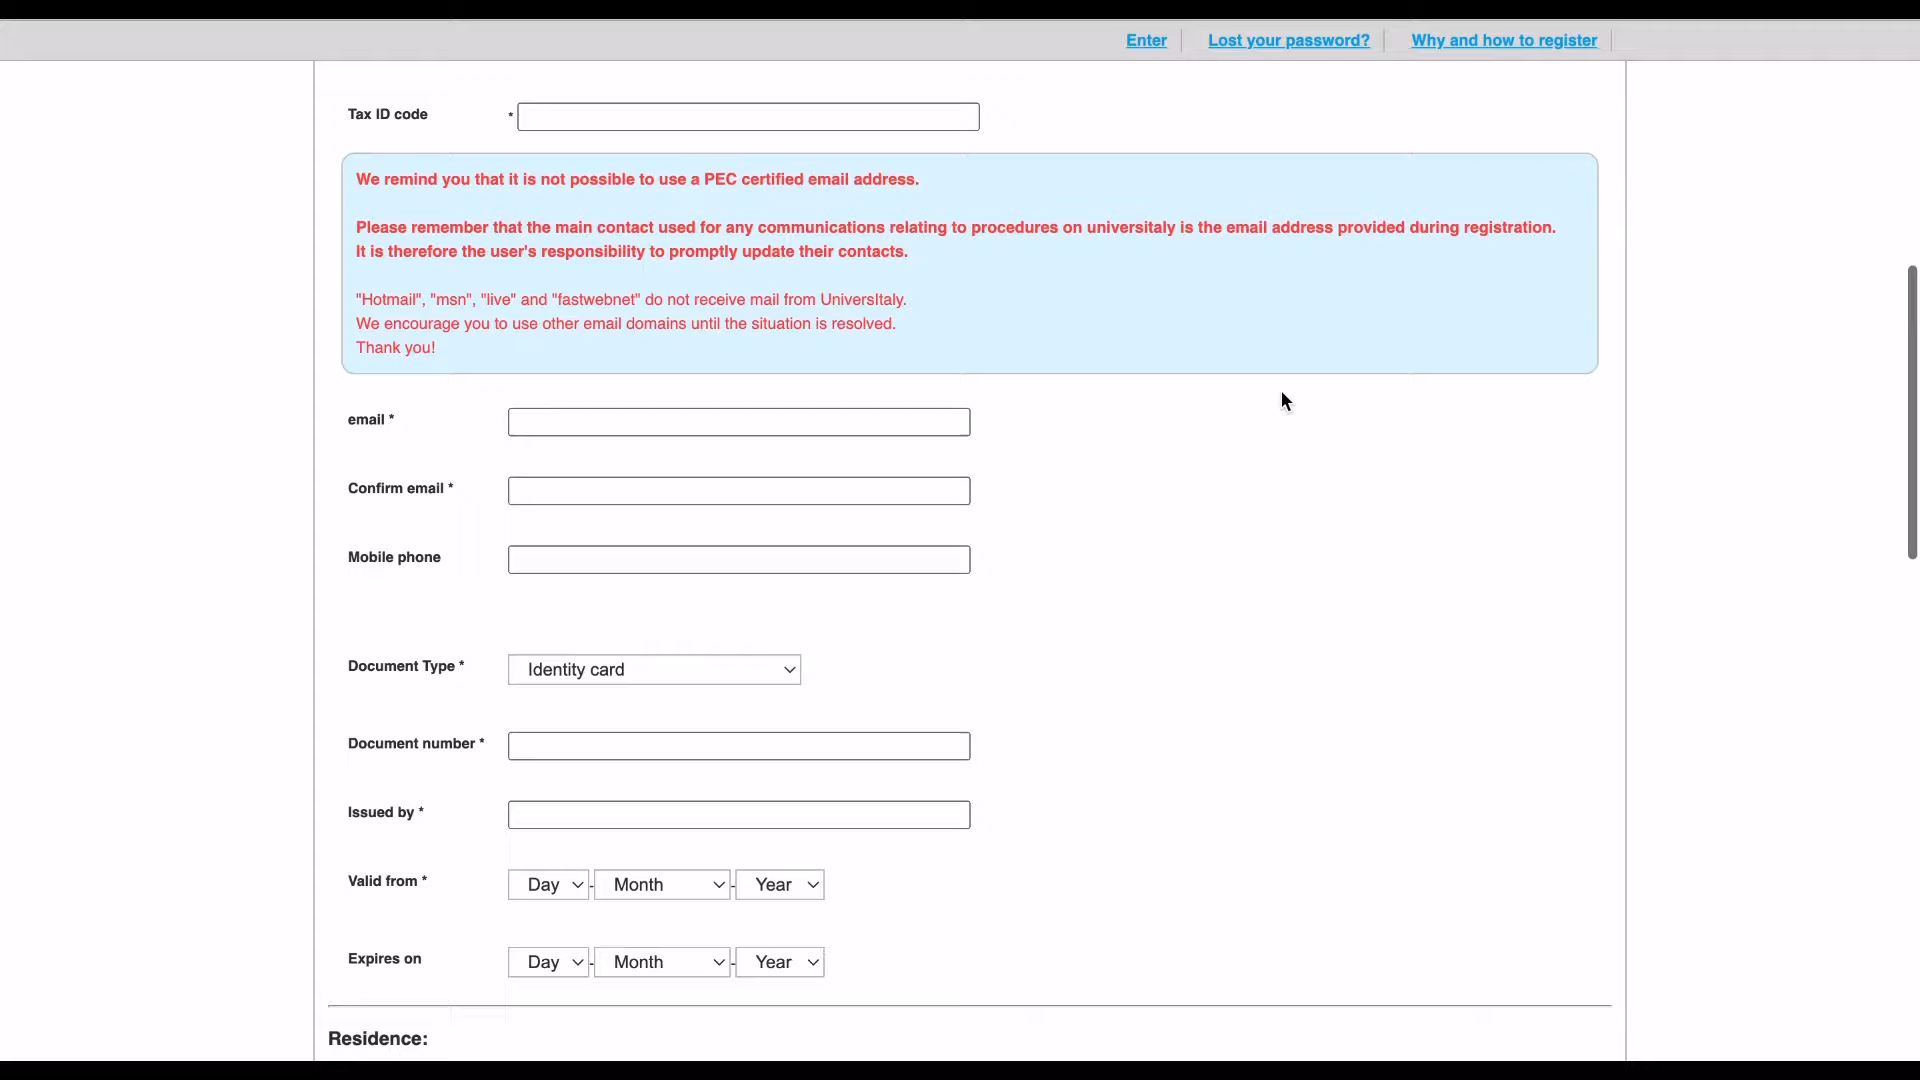 Enter Lost your password? Why and how to register
Tax ID code *
We remind you that it is not possible to use a PEC certified email address.
Please remember that the main contact used for any communications relating to procedures on universitaly is the email address provided during registration.
It is therefore the user's responsibility to promptly update their contacts.
"Hotmail", "msn", "live" and "fastwebnet" do not receive mail from UniversItaly.
We encourage you to use other email domains until the situation is resolved.
Thank you!
email *
Confirm email *
Mobile phone
Document Type * Identity card
Document number *
Issued by *
Valid from * Day - Month - Year
Expires on Day - Month - Year
Residence: